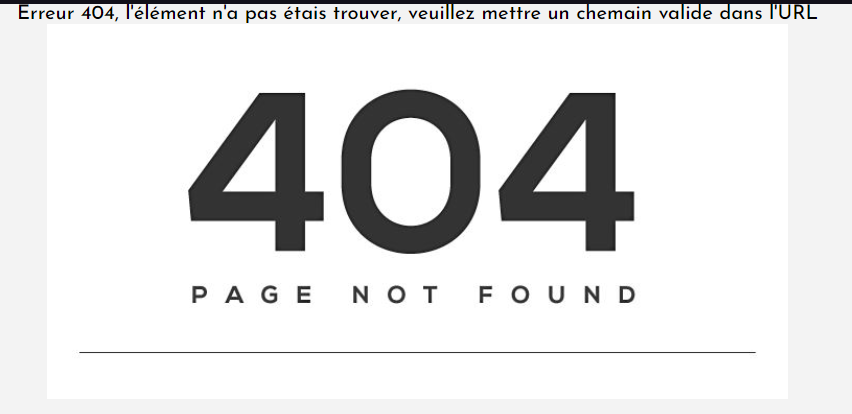 Erreur 404, l'élément n'a pas étais trouver, veuillez mettre un chemain valide dans l'URL
404
PAGE NOT FOUND